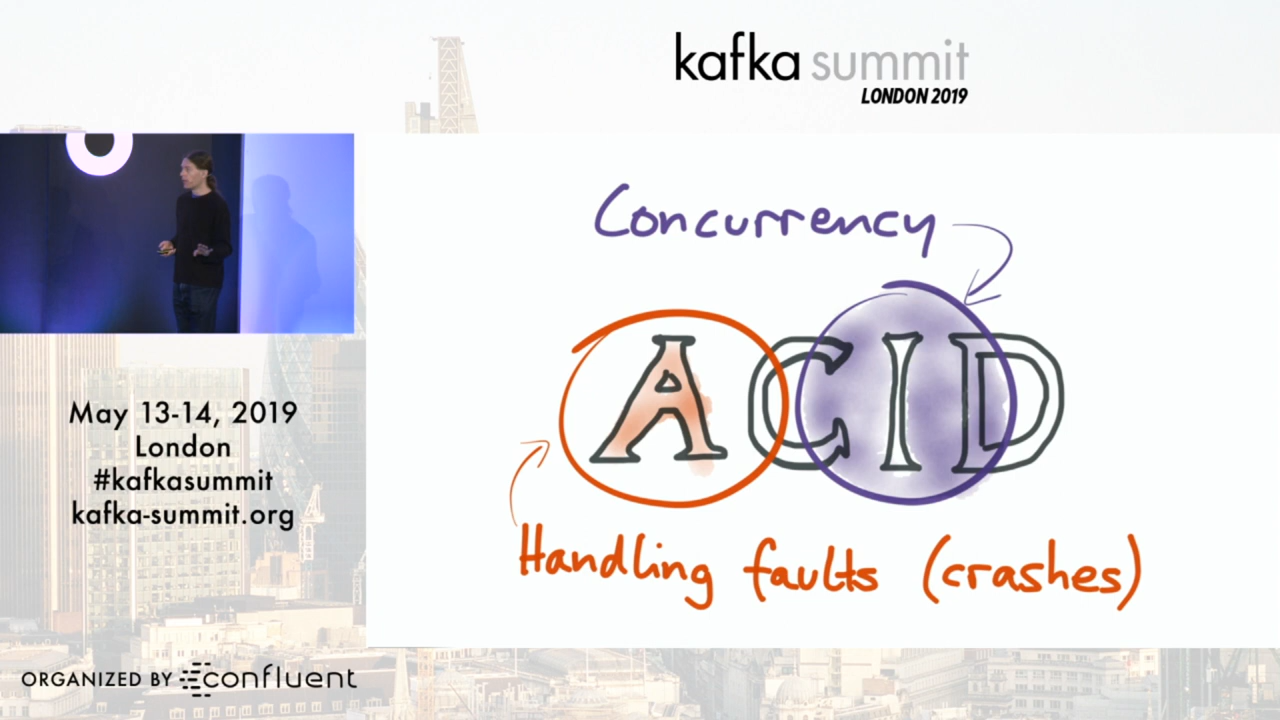 kafka summit
LONDON 2019
Concurrency
ACID
Handling faults (crashes)
May 13-14, 2019
London
#kafkasummit
kafka-summit.org
ORGANIZED BY confluent